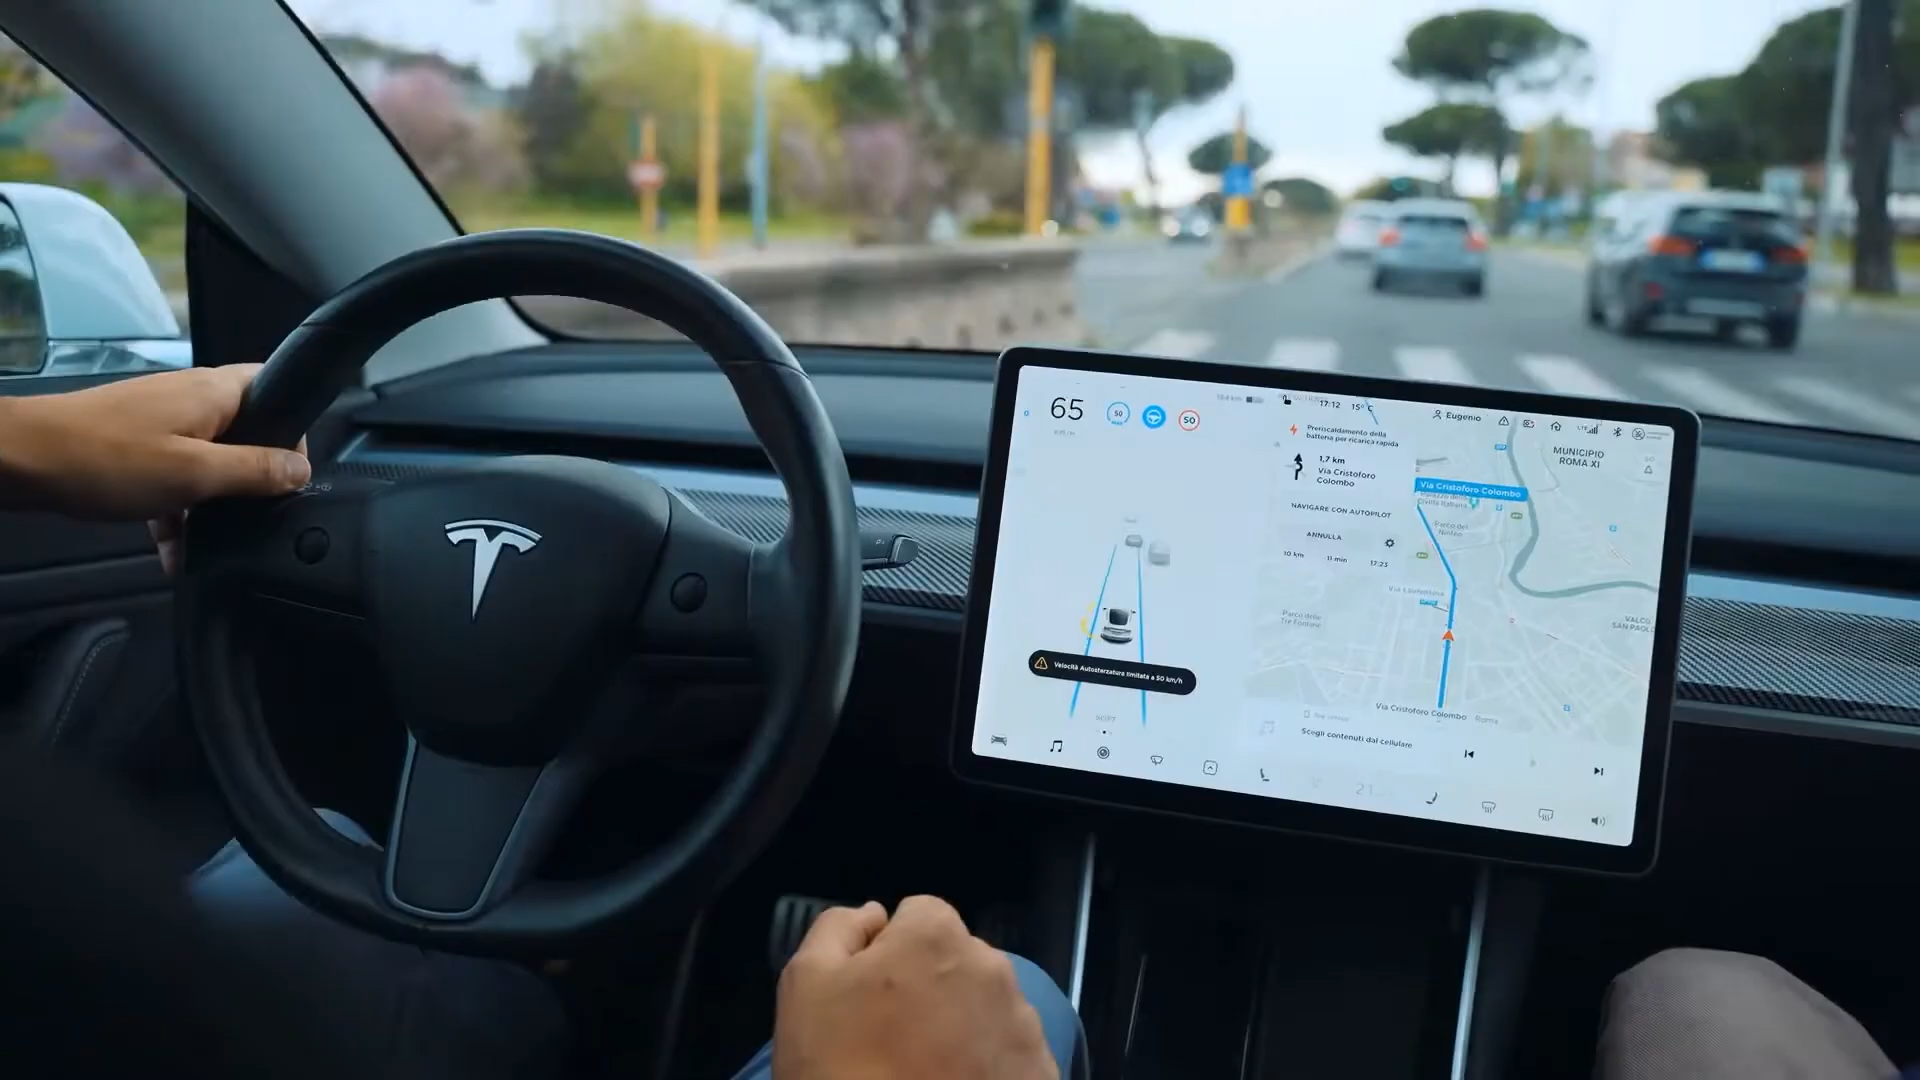 65
50
50
17:12
15° C
Eugenio
LTE
Preriscaldamento della
batteria per ricarica rapida
1,7 km
Via Cristoforo
Colombo
NAVIGARE CON AUTOPILOT
ANNULLA
10 km
11 min
17:23
MUNICIPIO
ROMA XI
Via Cristoforo Colombo
Parco del
Ninfeo
Via Laurentina
Parco delle
Tre Fontane
VALCO
SAN PAOLO
Velocità Autosterzatura limitata a 50 km/h
Via Cristoforo Colombo
Roma
Scegli contenuti dal cellulare
21